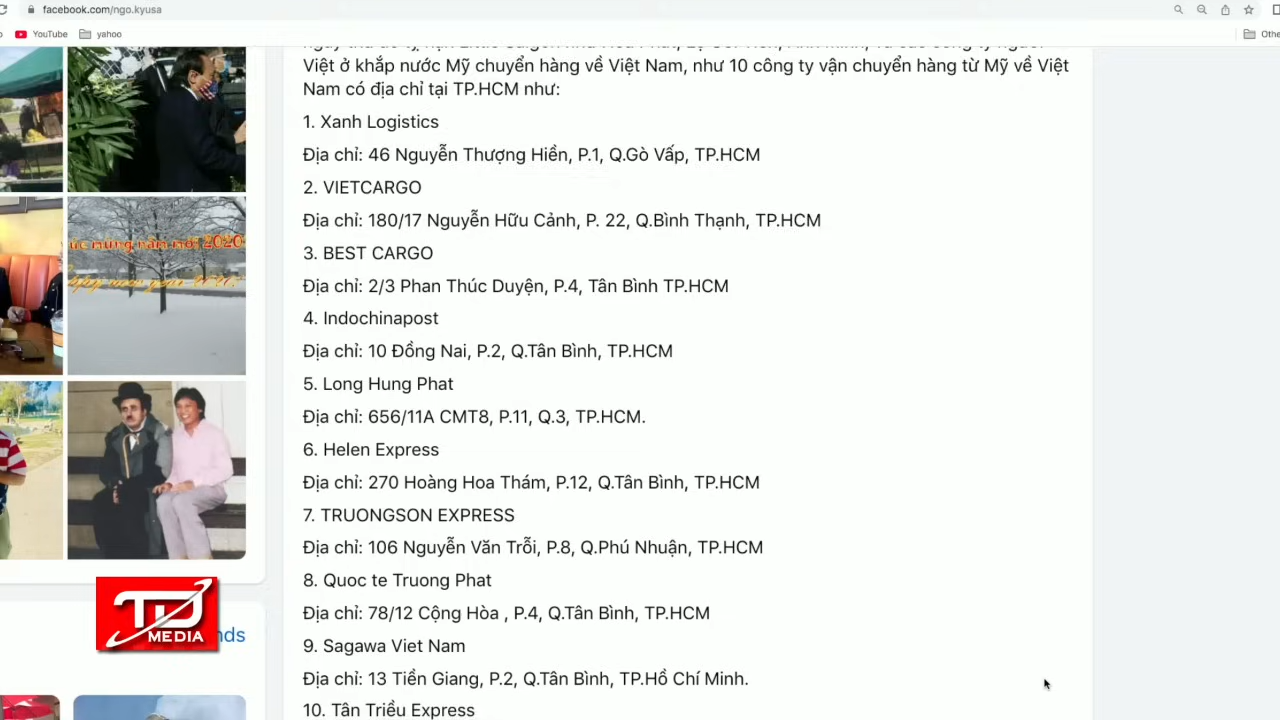 facebook.com/ngo.kyusa
YouTube
yahoo
Othe
Việt ở khắp nước Mỹ chuyển hàng về Việt Nam, như 10 công ty vận chuyển hàng từ Mỹ về Việt
Nam có địa chỉ tại TP.HCM như:
1. Xanh Logistics
Địa chỉ: 46 Nguyễn Thượng Hiền, P.1, Q.Gò Vấp, TP.HCM
2. VIETCARGO
Địa chỉ: 180/17 Nguyễn Hữu Cảnh, P. 22, Q.Bình Thạnh, TP.HCM
3. BEST CARGO
Địa chỉ: 2/3 Phan Thúc Duyện, P.4, Tân Bình TP.HCM
4. Indochinapost
Địa chỉ: 10 Đồng Nai, P.2, Q.Tân Bình, TP.HCM
5. Long Hung Phat
Địa chỉ: 656/11A CMT8, P.11, Q.3, TP.HCM.
6. Helen Express
Địa chỉ: 270 Hoàng Hoa Thám, P.12, Q.Tân Bình, TP.HCM
7. TRUONGSON EXPRESS
Địa chỉ: 106 Nguyễn Văn Trỗi, P.8, Q.Phú Nhuận, TP.HCM
8. Quoc te Truong Phat
Địa chỉ: 78/12 Cộng Hòa , P.4, Q.Tân Bình, TP.HCM
9. Sagawa Viet Nam
Địa chỉ: 13 Tiền Giang, P.2, Q.Tân Bình, TP.Hồ Chí Minh.
10. Tân Triều Express
TD
MEDIA
nds